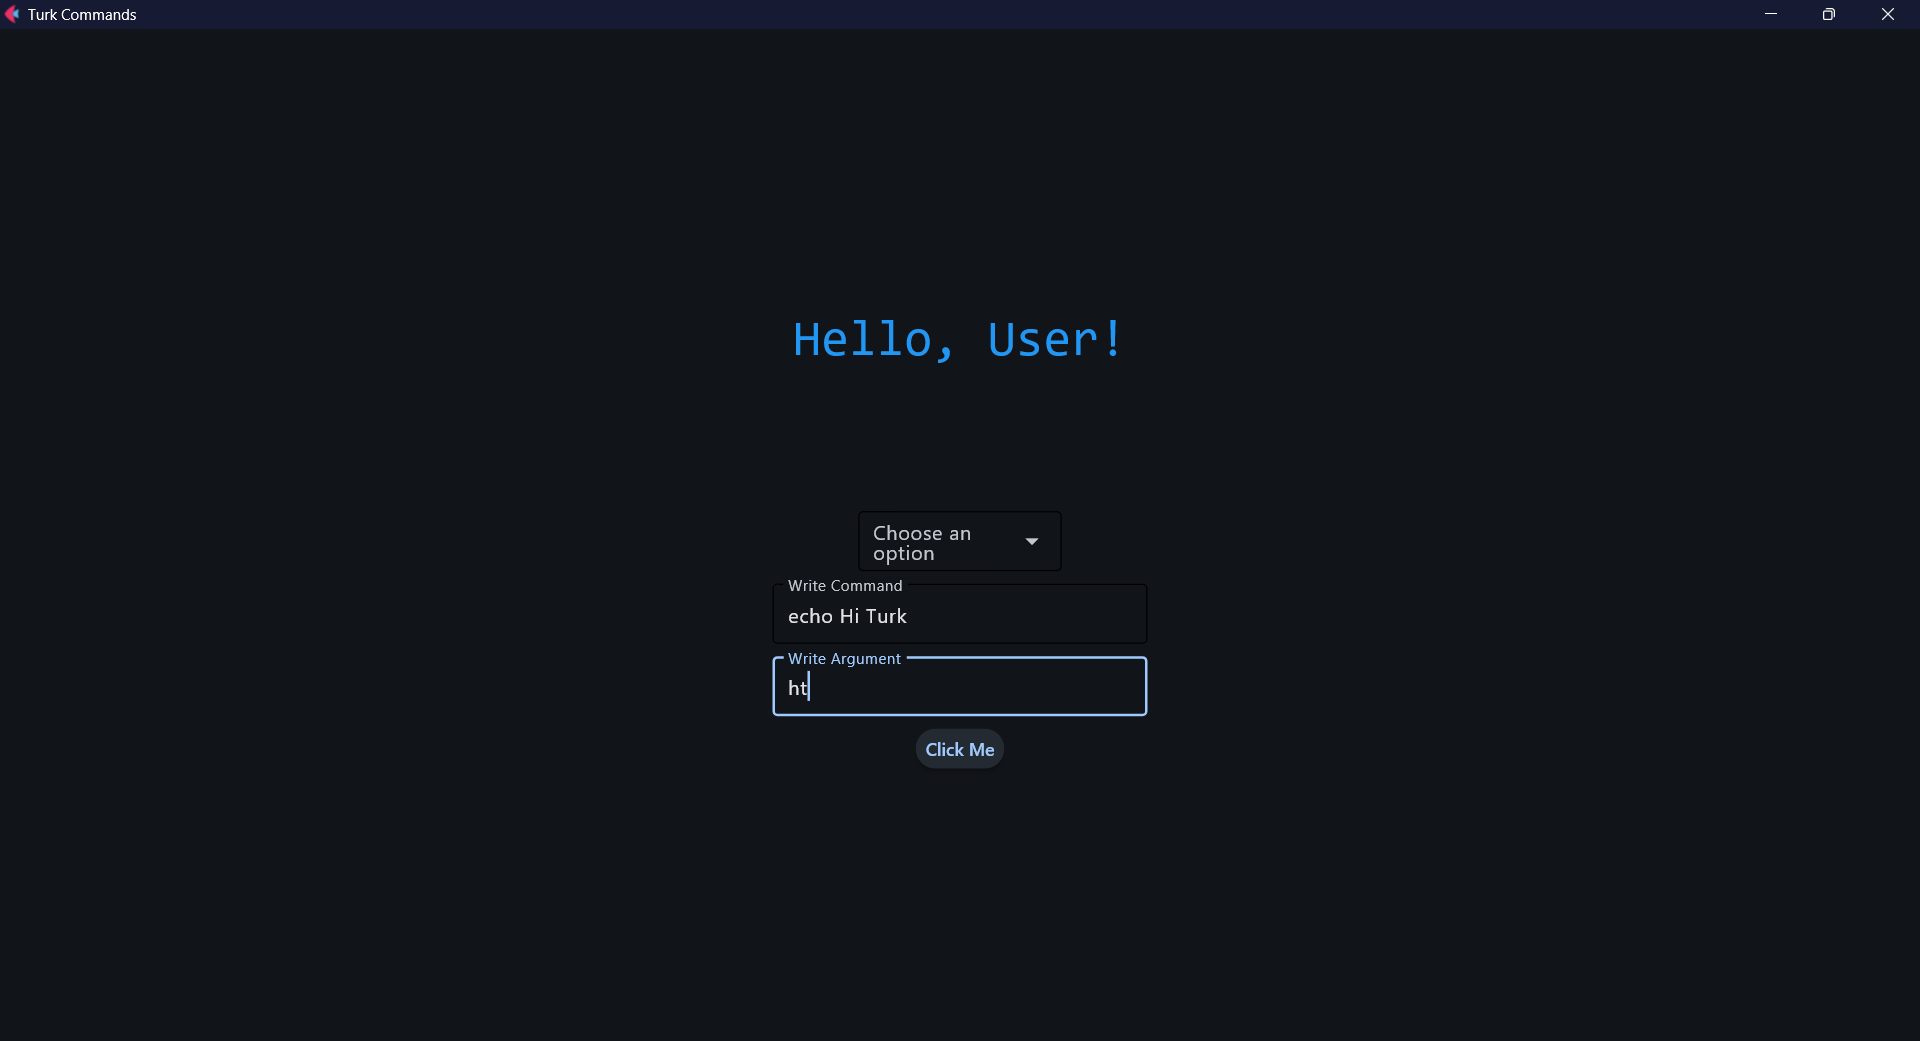 Turk Commands
Hello, User!
Choose an
option
Write Command
echo Hi Turk
Write Argument
ht
Click Me